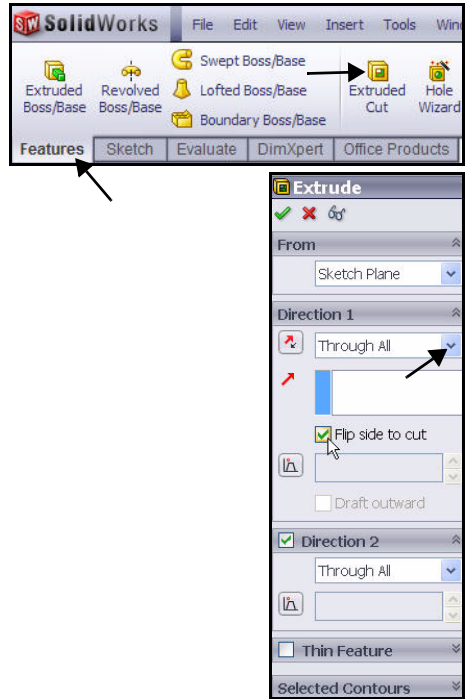 SolidWorks File Edit View Insert Tools
Swept Boss/Base
Extruded Boss/Base Revolved Boss/Base Lofted Boss/Base Extruded Cut Hole Wizard
Boundary Boss/Base
Features Sketch Evaluate DimXpert Office Products
Extrude
From
Sketch Plane
Direction 1
Through All
Flip side to cut
Draft outward
Direction 2
Through All
Thin Feature
Selected Contours